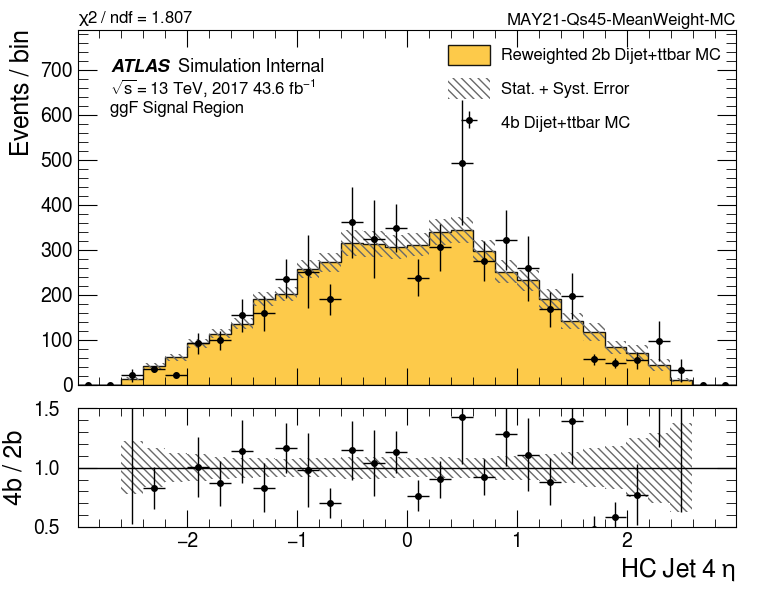 χ2 / ndf = 1.807
MAY21-Qs45-MeanWeight-MC
Events / bin
ATLAS Simulation Internal
√s = 13 TeV, 2017 43.6 fb⁻¹
ggF Signal Region
Reweighted 2b Dijet+ttbar MC
Stat. + Syst. Error
4b Dijet+ttbar MC
700
600
500
400
300
200
100
0
4b / 2b
1.5
1.0
0.5
−2 −1 0 1 2
HC Jet 4 η